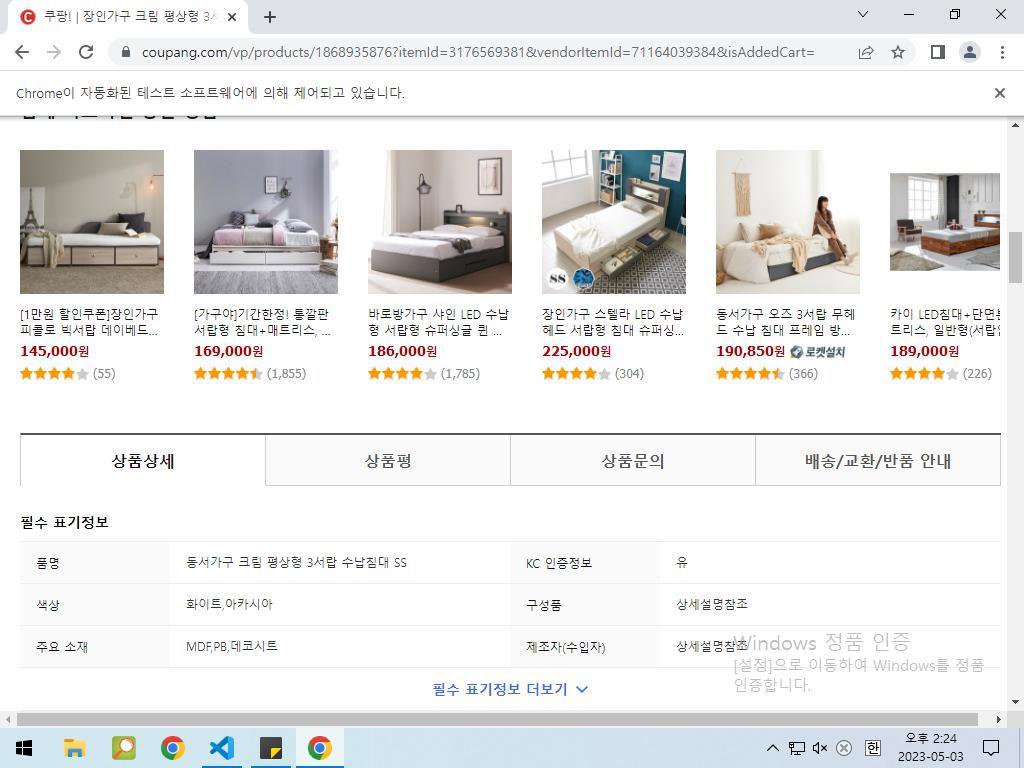 쿠팡! | 장인가구 크림 평상형 3서
coupang.com/vp/products/1868935876?itemId=3176569381&vendorItemId=71164039384&isAddedCart=
Chrome이 자동화된 테스트 소프트웨어에 의해 제어되고 있습니다.
SS
[1만원 할인쿠폰]장인가구 피콜로 빅서랍 데이베드...
145,000원
(55)
[가구야]기간한정! 통깔판 서랍형 침대+매트리스, ...
169,000원
(1,855)
바로방가구 샤인 LED 수납형 서랍형 슈퍼싱글 퀸 ...
186,000원
(1,785)
장인가구 스텔라 LED 수납헤드 서랍형 침대 슈퍼싱...
225,000원
(304)
동서가구 오즈 3서랍 무헤드 수납 침대 프레임 방...
190,850원 로켓설치
(366)
카이 LED침대+단면본
트리스, 일반형(서랍있
189,000원
(226)
상품상세
상품평
상품문의
배송/교환/반품 안내
필수 표기정보
품명 동서가구 크림 평상형 3서랍 수납침대 SS KC 인증정보 유
색상 화이트,아카시아 구성품 상세설명참조
주요 소재 MDF,PB,데코시트 제조자(수입자) 상세설명참조
필수 표기정보 더보기
Windows 정품 인증
[설정]으로 이동하여 Windows를 정품
인증합니다.
한
오후 2:24
2023-05-03